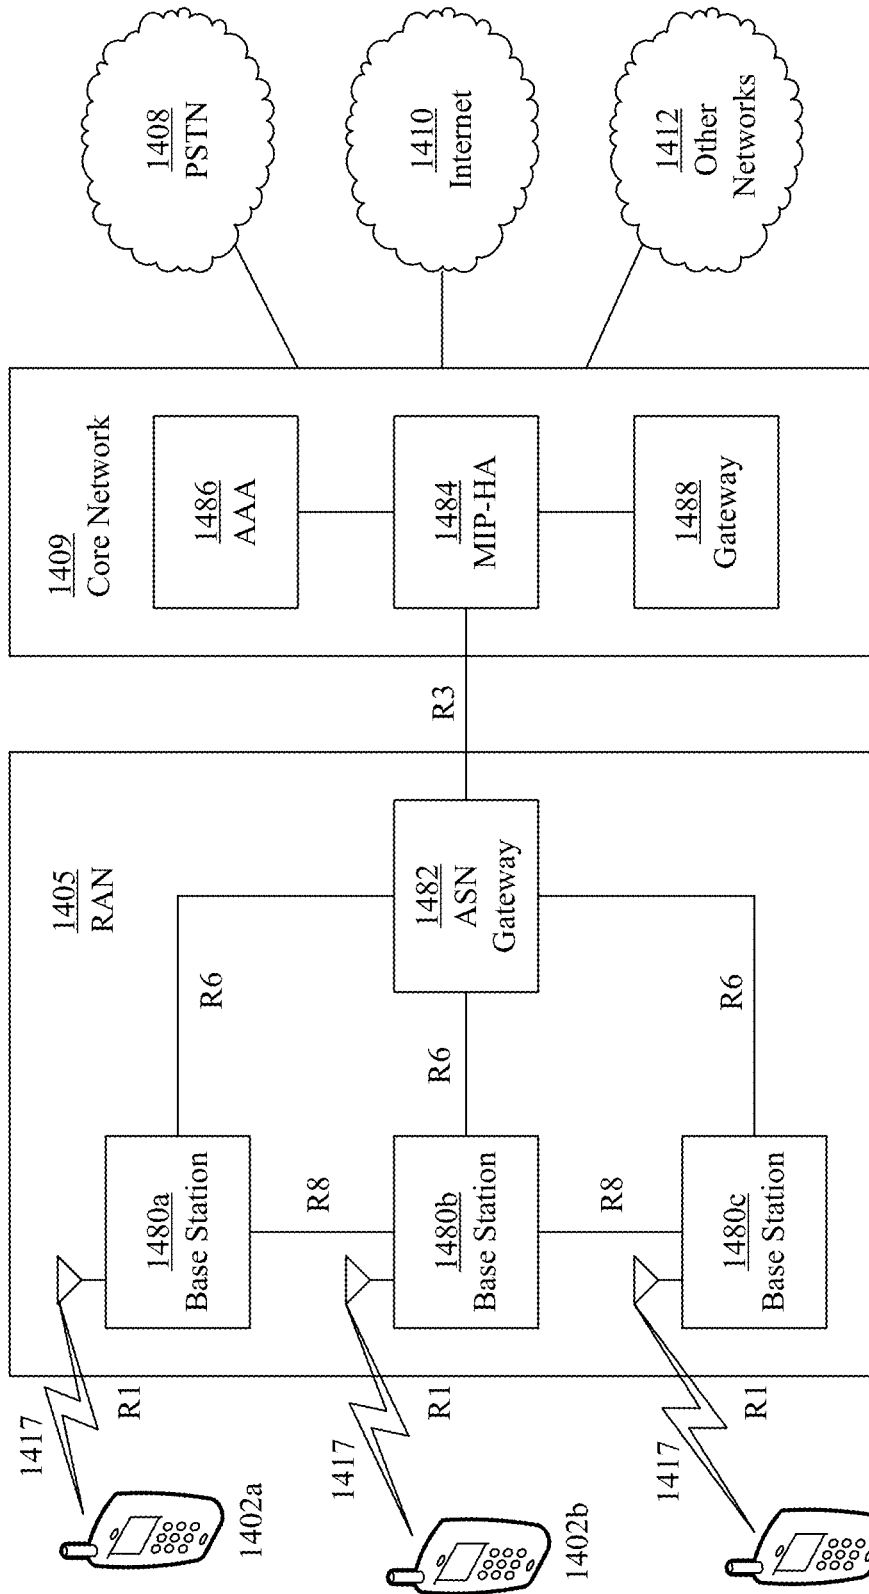 1417
R1
1402a
1480a
Base Station
R6
1405
RAN
1409
Core Network
1486
AAA
1408
PSTN
R8
1417
R1
1402b
1480b
Base Station
R6
1482
ASN
Gateway
R3
1484
MIP-HA
1410
Internet
R8
1417
R1
1480c
Base Station
R6
1488
Gateway
1412
Other
Networks